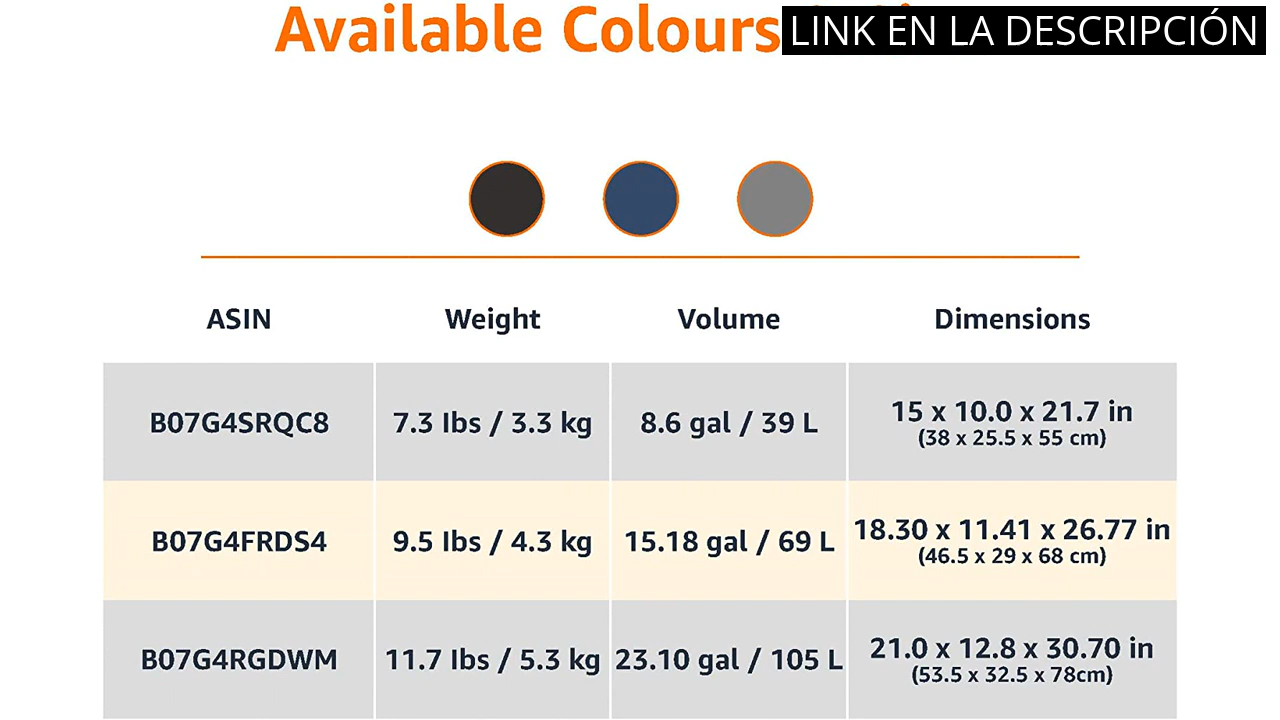 Available Colours
LINK EN LA DESCRIPCIÓN
ASIN Weight Volume Dimensions
B07G4SRQC8 7.3 lbs / 3.3 kg 8.6 gal / 39 L 15 x 10.0 x 21.7 in
(38 x 25.5 x 55 cm)
B07G4FRDS4 9.5 lbs / 4.3 kg 15.18 gal / 69 L 18.30 x 11.41 x 26.77 in
(46.5 x 29 x 68 cm)
B07G4RGDWM 11.7 lbs / 5.3 kg 23.10 gal / 105 L 21.0 x 12.8 x 30.70 in
(53.5 x 32.5 x 78cm)